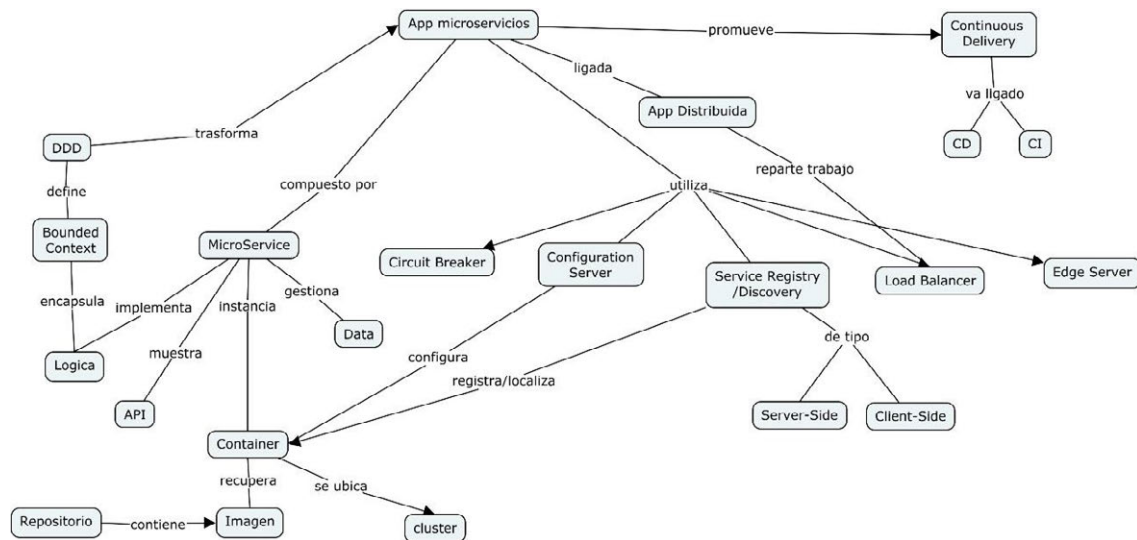 App microservicios
promueve
Continuous
Delivery
ligada
va ligado
App Distribuida
trasforma
DDD
CD
CI
reparte trabajo
define
compuesto por
utiliza
Bounded
Context
MicroService
Circuit Breaker
Configuration
Server
Service Registry
/Discovery
Load Balancer
Edge Server
encapsula
implementa
instancia
gestiona
Data
de tipo
muestra
configura
Logica
registra/localiza
API
Server-Side
Client-Side
Container
recupera
se ubica
Repositorio
contiene
Imagen
cluster